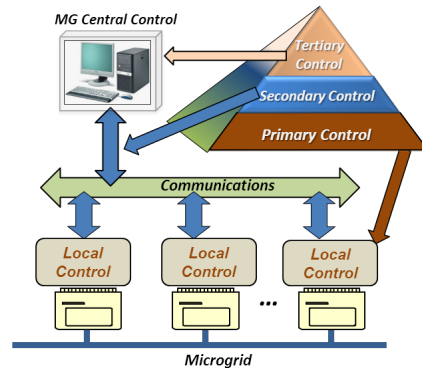 MG Central Control
Tertiary
Control
Secondary Control
Primary Control
Communications
Local
Control
Local
Control
Local
Control
...
Microgrid